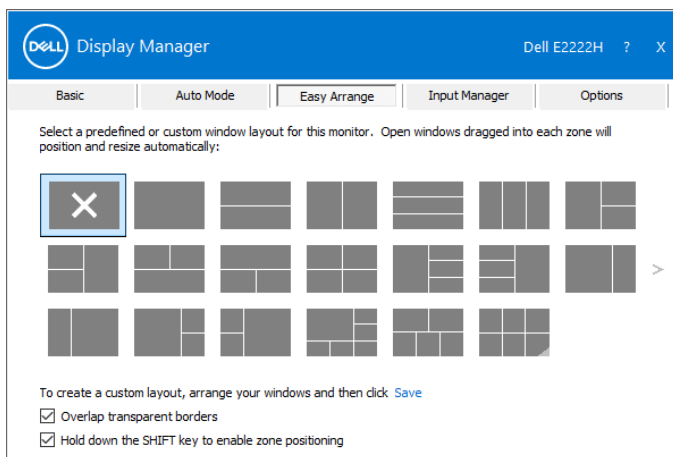 DELL Display Manager Dell E2222H ? X
Basic Auto Mode Easy Arrange Input Manager Options
Select a predefined or custom window layout for this monitor. Open windows dragged into each zone will
position and resize automatically:
>
To create a custom layout, arrange your windows and then click Save
Overlap transparent borders
Hold down the SHIFT key to enable zone positioning